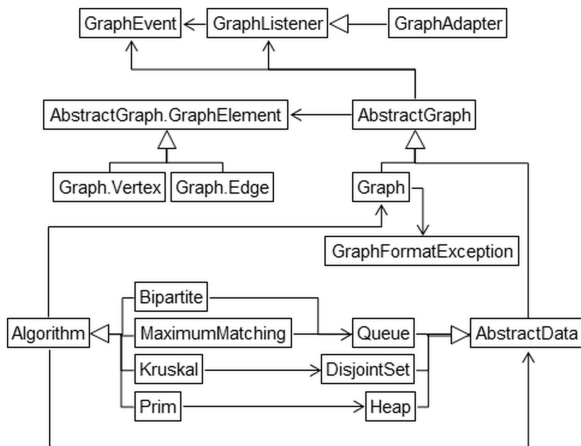 GraphEvent
GraphListener
GraphAdapter
AbstractGraph.GraphElement
AbstractGraph
Graph.Vertex
Graph.Edge
Graph
GraphFormatException
Bipartite
Algorithm
MaximumMatching
Queue
AbstractData
Kruskal
DisjointSet
Prim
Heap